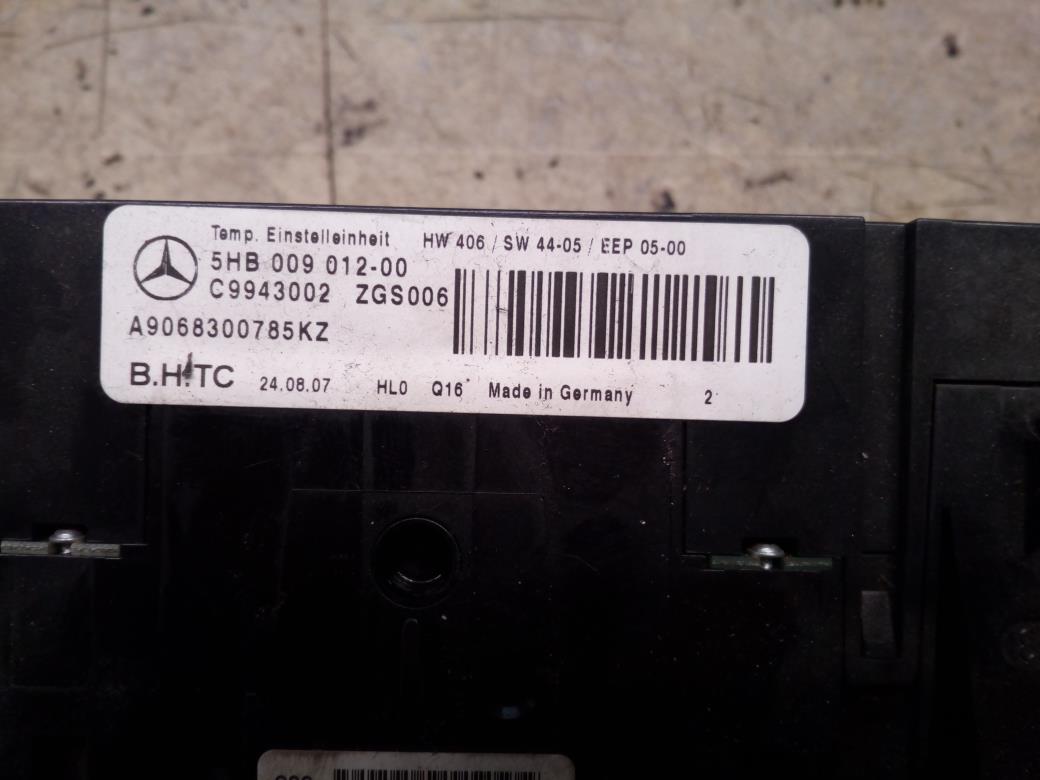 Temp. Einstelleinheit HW 406 / SW 44-05 / EEP 05-00
5HB 009 012-00
C9943002 ZGS006
A9068300785KZ
B.H.TC 24.08.07 HL0 Q16 Made in Germany 2